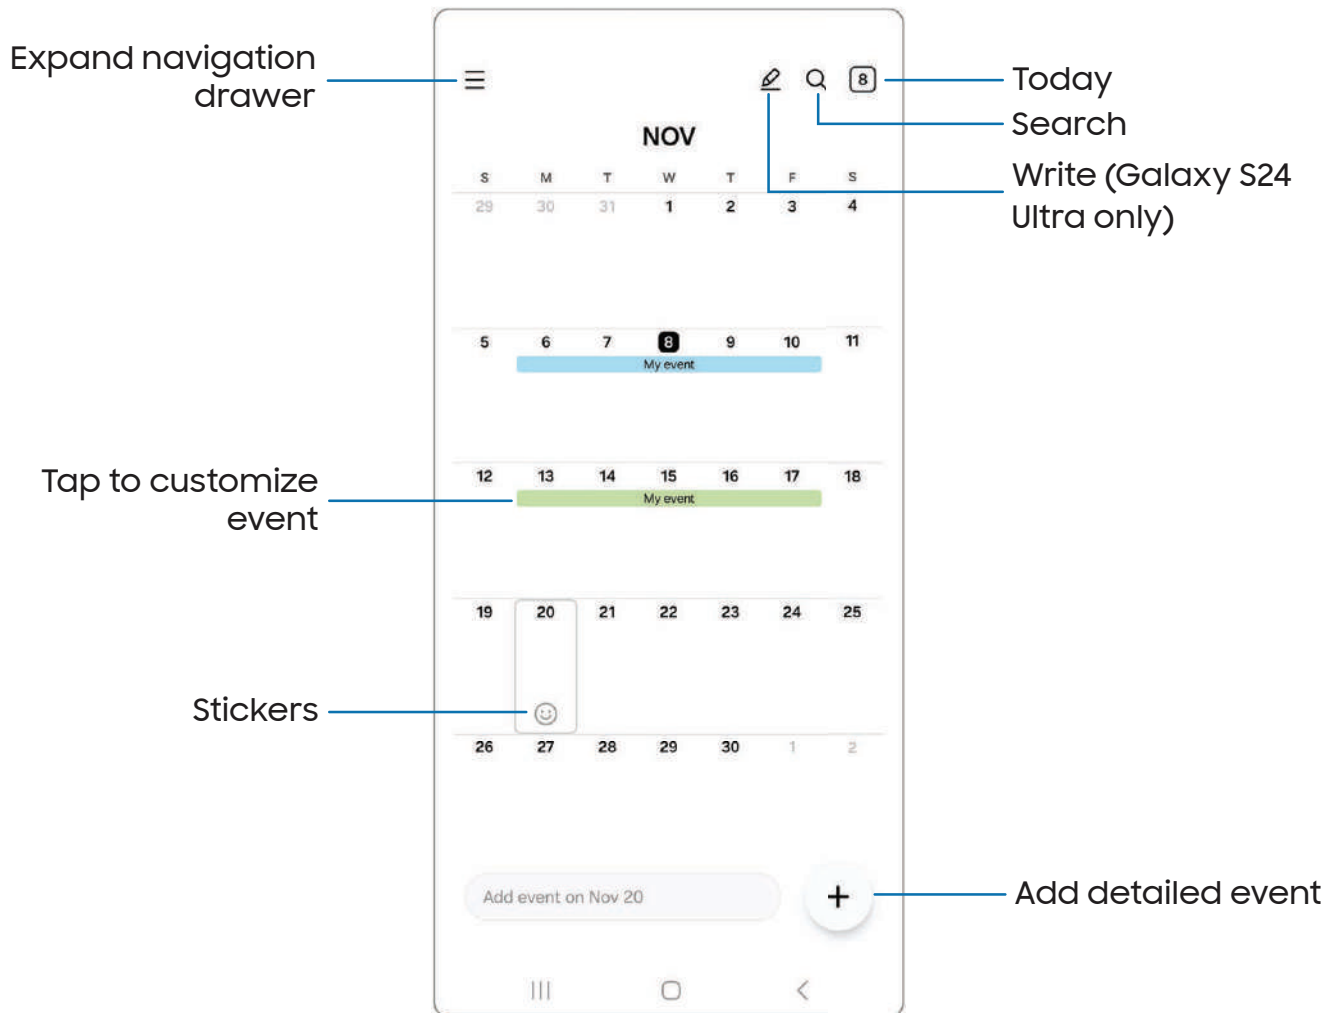 Expand navigation
drawer
8
Today
Search
Write (Galaxy S24
Ultra only)
NOV
S M T W T F S
29 30 31 1 2 3 4
5 6 7 8 9 10 11
My event
12 13 14 15 16 17 18
My event
Tap to customize
event
19 20 21 22 23 24 25
Stickers
26 27 28 29 30 1 2
Add event on Nov 20
+
Add detailed event